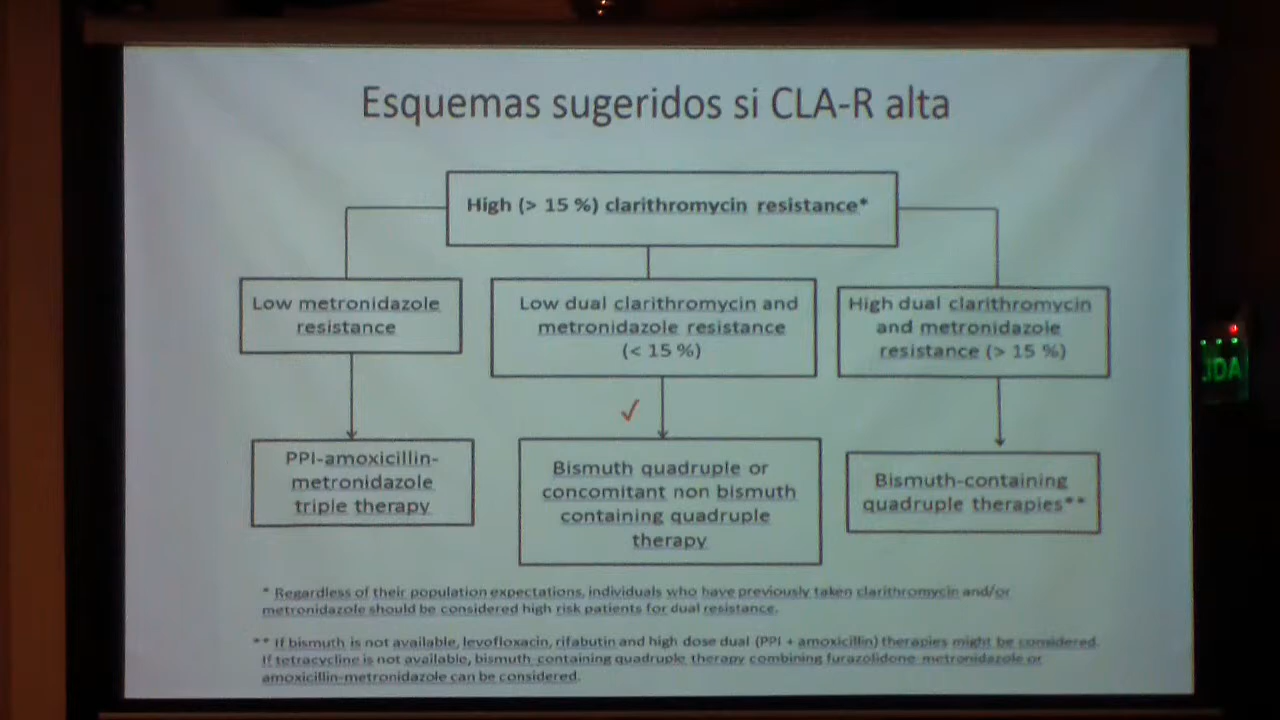 Esquemas sugeridos si CLA-R alta
High (> 15 %) clarithromycin resistance*
Low metronidazole
resistance
Low dual clarithromycin and
metronidazole resistance
(< 15 %)
High dual clarithromycin
and metronidazole
resistance (> 15 %)
PPI-amoxicillin-
metronidazole
triple therapy
Bismuth quadruple or
concomitant non bismuth
containing quadruple
therapy
Bismuth-containing
quadruple therapies**
* Regardless of their population expectations, individuals who have previously taken clarithromycin and/or
metronidazole should be considered high risk patients for dual resistance.
** If bismuth is not available, levofloxacin, rifabutin and high dose dual (PPI + amoxicillin) therapies might be considered.
If tetracycline is not available, bismuth containing quadruple therapy combining furazolidone-metronidazole or
amoxicillin-metronidazole can be considered.
IDA